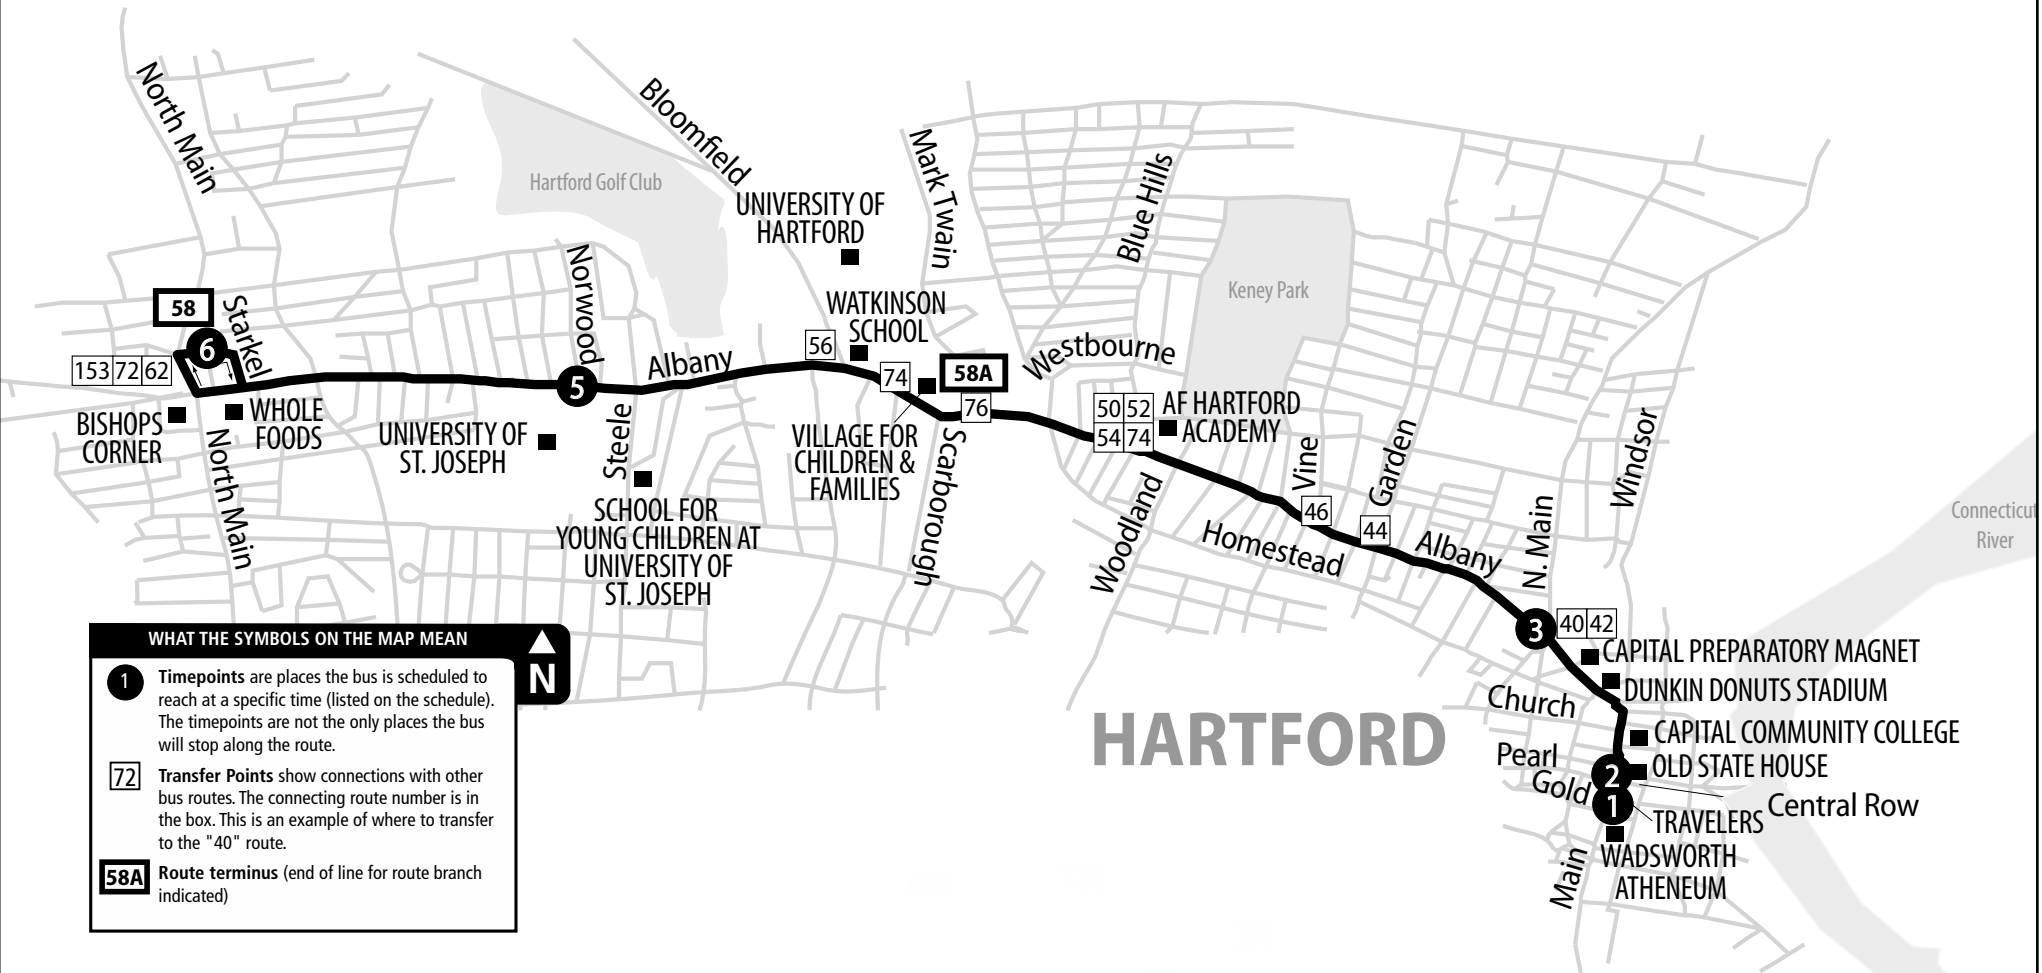 North Main
Bloomfield
Hartford Golf Club
Mark Twain
Blue Hills
UNIVERSITY OF
HARTFORD
Norwood
Keney Park
58
Starkel
6
WATKINSON
SCHOOL
56
Albany
Westbourne
153 72 62
74
58A
5
76
50 52
54 74
AF HARTFORD
ACADEMY
BISHOPS
CORNER
WHOLE
FOODS
North Main
UNIVERSITY OF
ST. JOSEPH
Steele
VILLAGE FOR
CHILDREN &
FAMILIES
Scarborough
Vine
Garden
Windsor
SCHOOL FOR
YOUNG CHILDREN AT
UNIVERSITY OF
ST. JOSEPH
Woodland
46
44
Homestead
Albany
N. Main
Connecticut
River
3
40 42
CAPITAL PREPARATORY MAGNET
DUNKIN DONUTS STADIUM
Church
HARTFORD
CAPITAL COMMUNITY COLLEGE
Pearl
2
OLD STATE HOUSE
Gold
1
Central Row
TRAVELERS
WADSWORTH
ATHENEUM
Main
WHAT THE SYMBOLS ON THE MAP MEAN
N
1
Timepoints are places the bus is scheduled to
reach at a specific time (listed on the schedule).
The timepoints are not the only places the bus
will stop along the route.
72
Transfer Points show connections with other
bus routes. The connecting route number is in
the box. This is an example of where to transfer
to the "40" route.
58A
Route terminus (end of line for route branch
indicated)